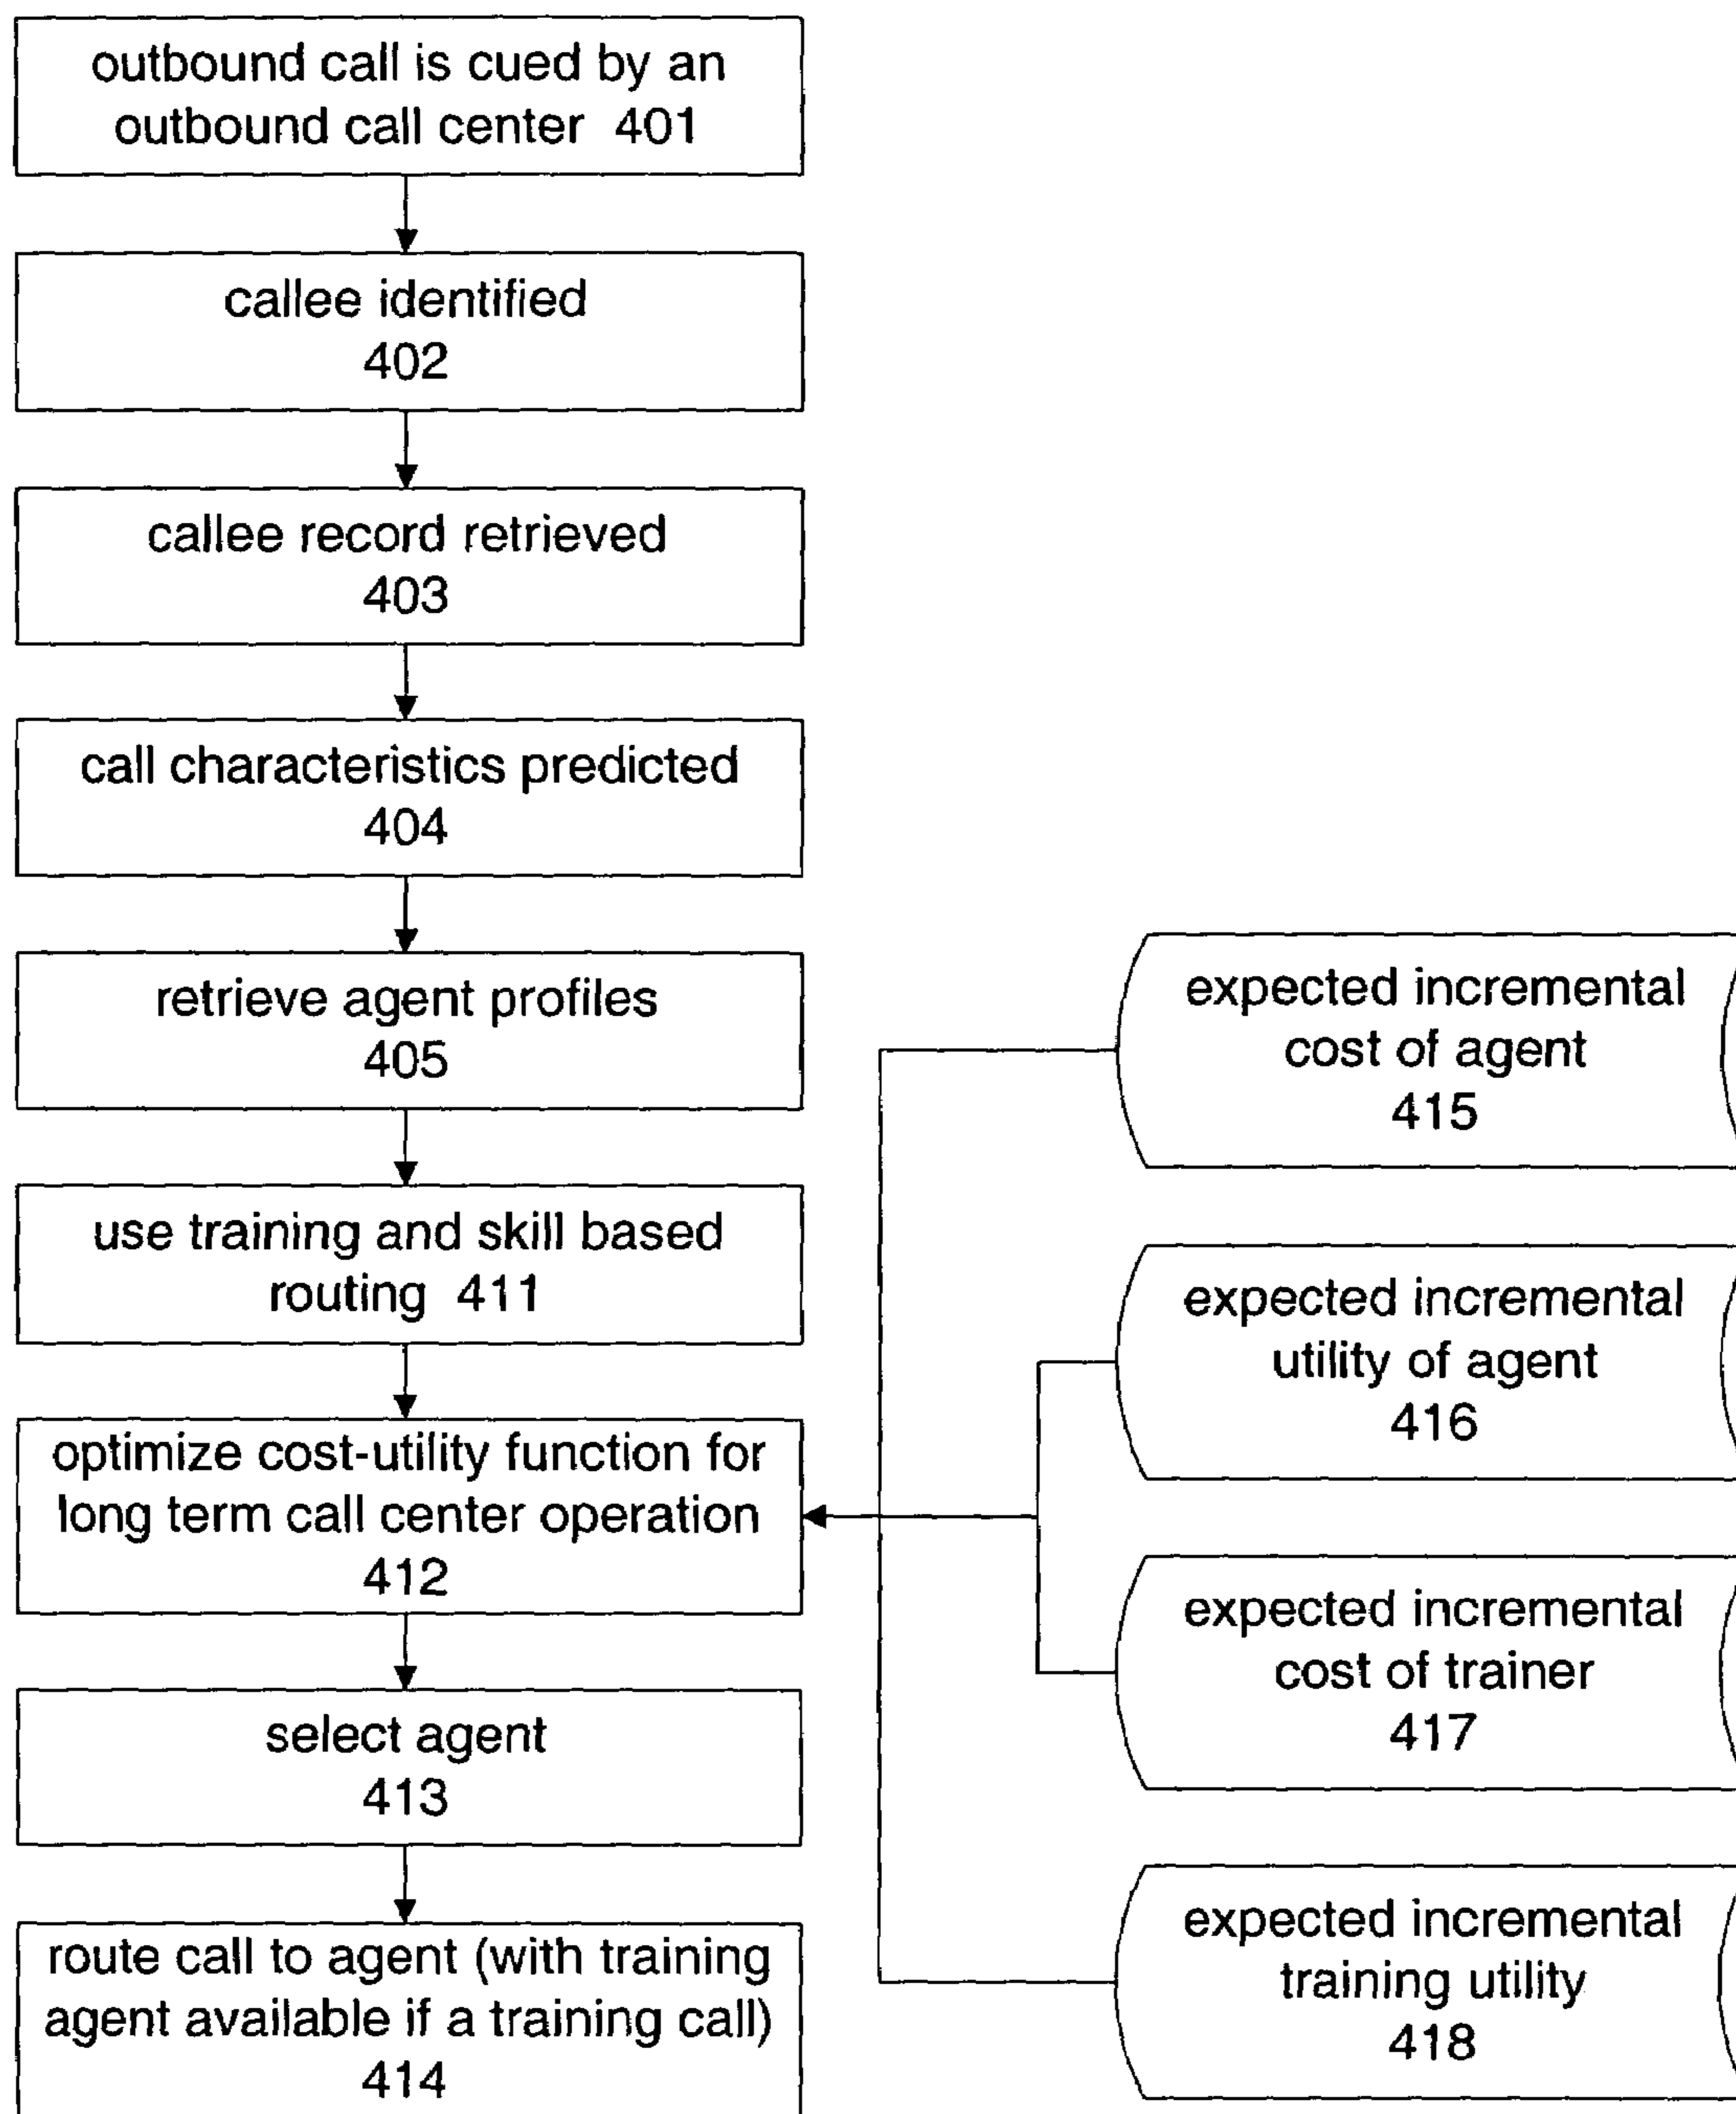 outbound call is cued by an
outbound call center 401
callee identified
402
callee record retrieved
403
call characteristics predicted
404
retrieve agent profiles
405
use training and skill based
routing 411
optimize cost-utility function for
long term call center operation
412
select agent
413
route call to agent (with training
agent available if a training call)
414
expected incremental
cost of agent
415
expected incremental
utility of agent
416
expected incremental
cost of trainer
417
expected incremental
training utility
418